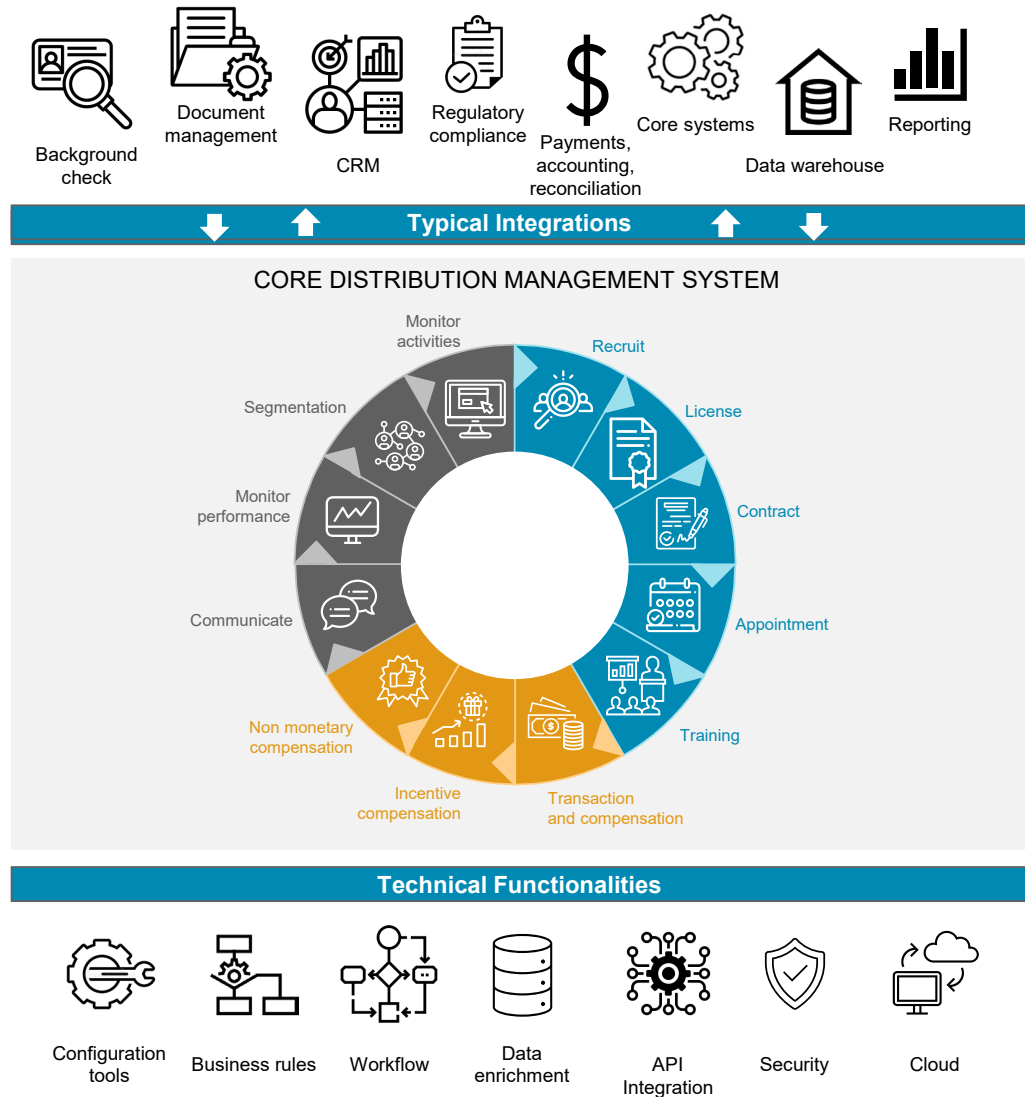 Background
check
Document
management
CRM
Regulatory
compliance
Payments,
accounting,
reconciliation
Core systems
Data warehouse
Reporting
Typical Integrations
CORE DISTRIBUTION MANAGEMENT SYSTEM
Monitor
activities
Recruit
Segmentation
License
Monitor
performance
Contract
Communicate
Appointment
Non monetary
compensation
Training
Incentive
compensation
Transaction
and compensation
Technical Functionalities
Configuration
tools
Business rules
Workflow
Data
enrichment
API
Integration
Security
Cloud